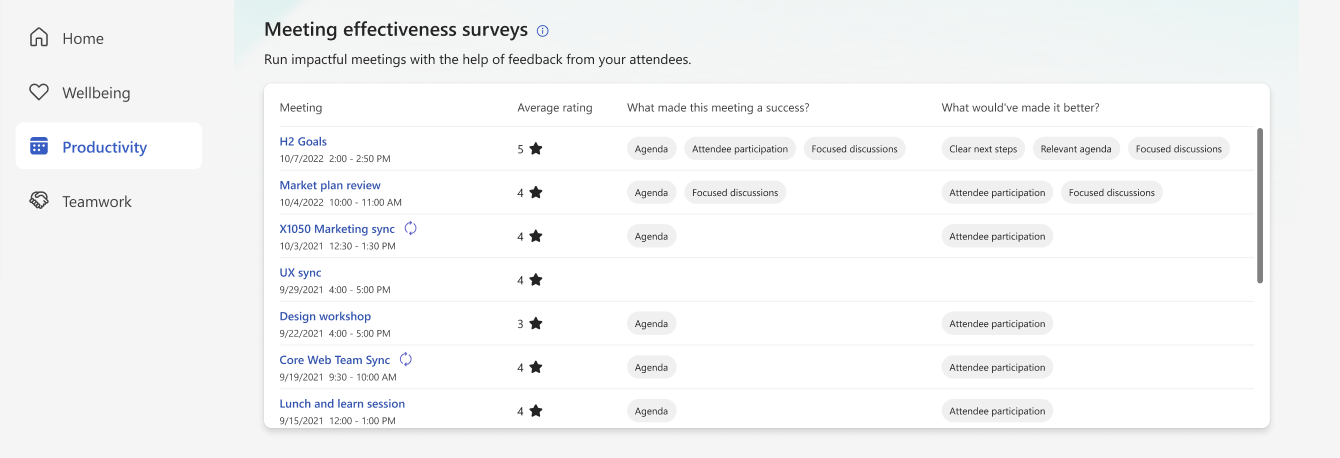 Home
Wellbeing
Productivity
Teamwork
Meeting effectiveness surveys
Run impactful meetings with the help of feedback from your attendees.
Meeting Average rating What made this meeting a success? What would've made it better?
H2 Goals
10/7/2022 2:00 - 2:50 PM
5 Agenda Attendee participation Focused discussions Clear next steps Relevant agenda Focused discussions
Market plan review
10/4/2022 10:00 - 11:00 AM
4 Agenda Focused discussions Attendee participation Focused discussions
X1050 Marketing sync
10/3/2021 12:30 - 1:30 PM
4 Agenda Attendee participation
UX sync
9/29/2021 4:00 - 5:00 PM
4
Design workshop
9/22/2021 4:00 - 5:00 PM
3 Agenda Attendee participation
Core Web Team Sync
9/19/2021 9:30 - 10:00 AM
4 Agenda Attendee participation
Lunch and learn session
9/15/2021 12:00 - 1:00 PM
4 Agenda Attendee participation